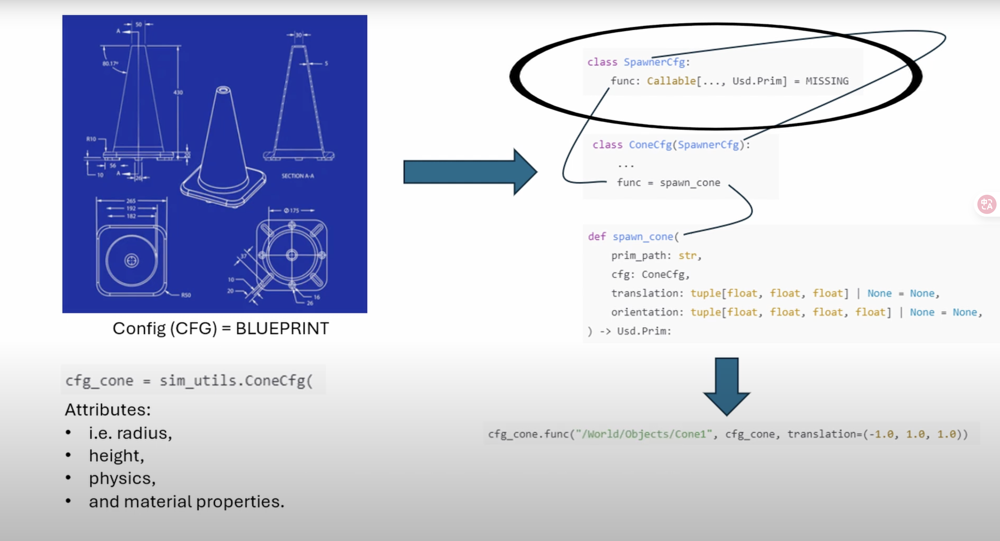 50
A
30
80.17°
5
430
R10
20
56
10
A
26
SECTION A-A
265
192
182
Ø175
37
10
20
16
26
R50
Config (CFG) = BLUEPRINT
cfg_cone = sim_utils.ConeCfg(
Attributes:
• i.e. radius,
• height,
• physics,
• and material properties.
class SpawnerCfg:
func: Callable[..., Usd.Prim] = MISSING
class ConeCfg(SpawnerCfg):
...
func = spawn_cone
def spawn_cone(
prim_path: str,
cfg: ConeCfg,
translation: tuple[float, float, float] | None = None,
orientation: tuple[float, float, float, float] | None = None,
) -> Usd.Prim:
cfg_cone.func("/World/Objects/Cone1", cfg_cone, translation=(-1.0, 1.0, 1.0))
中
A